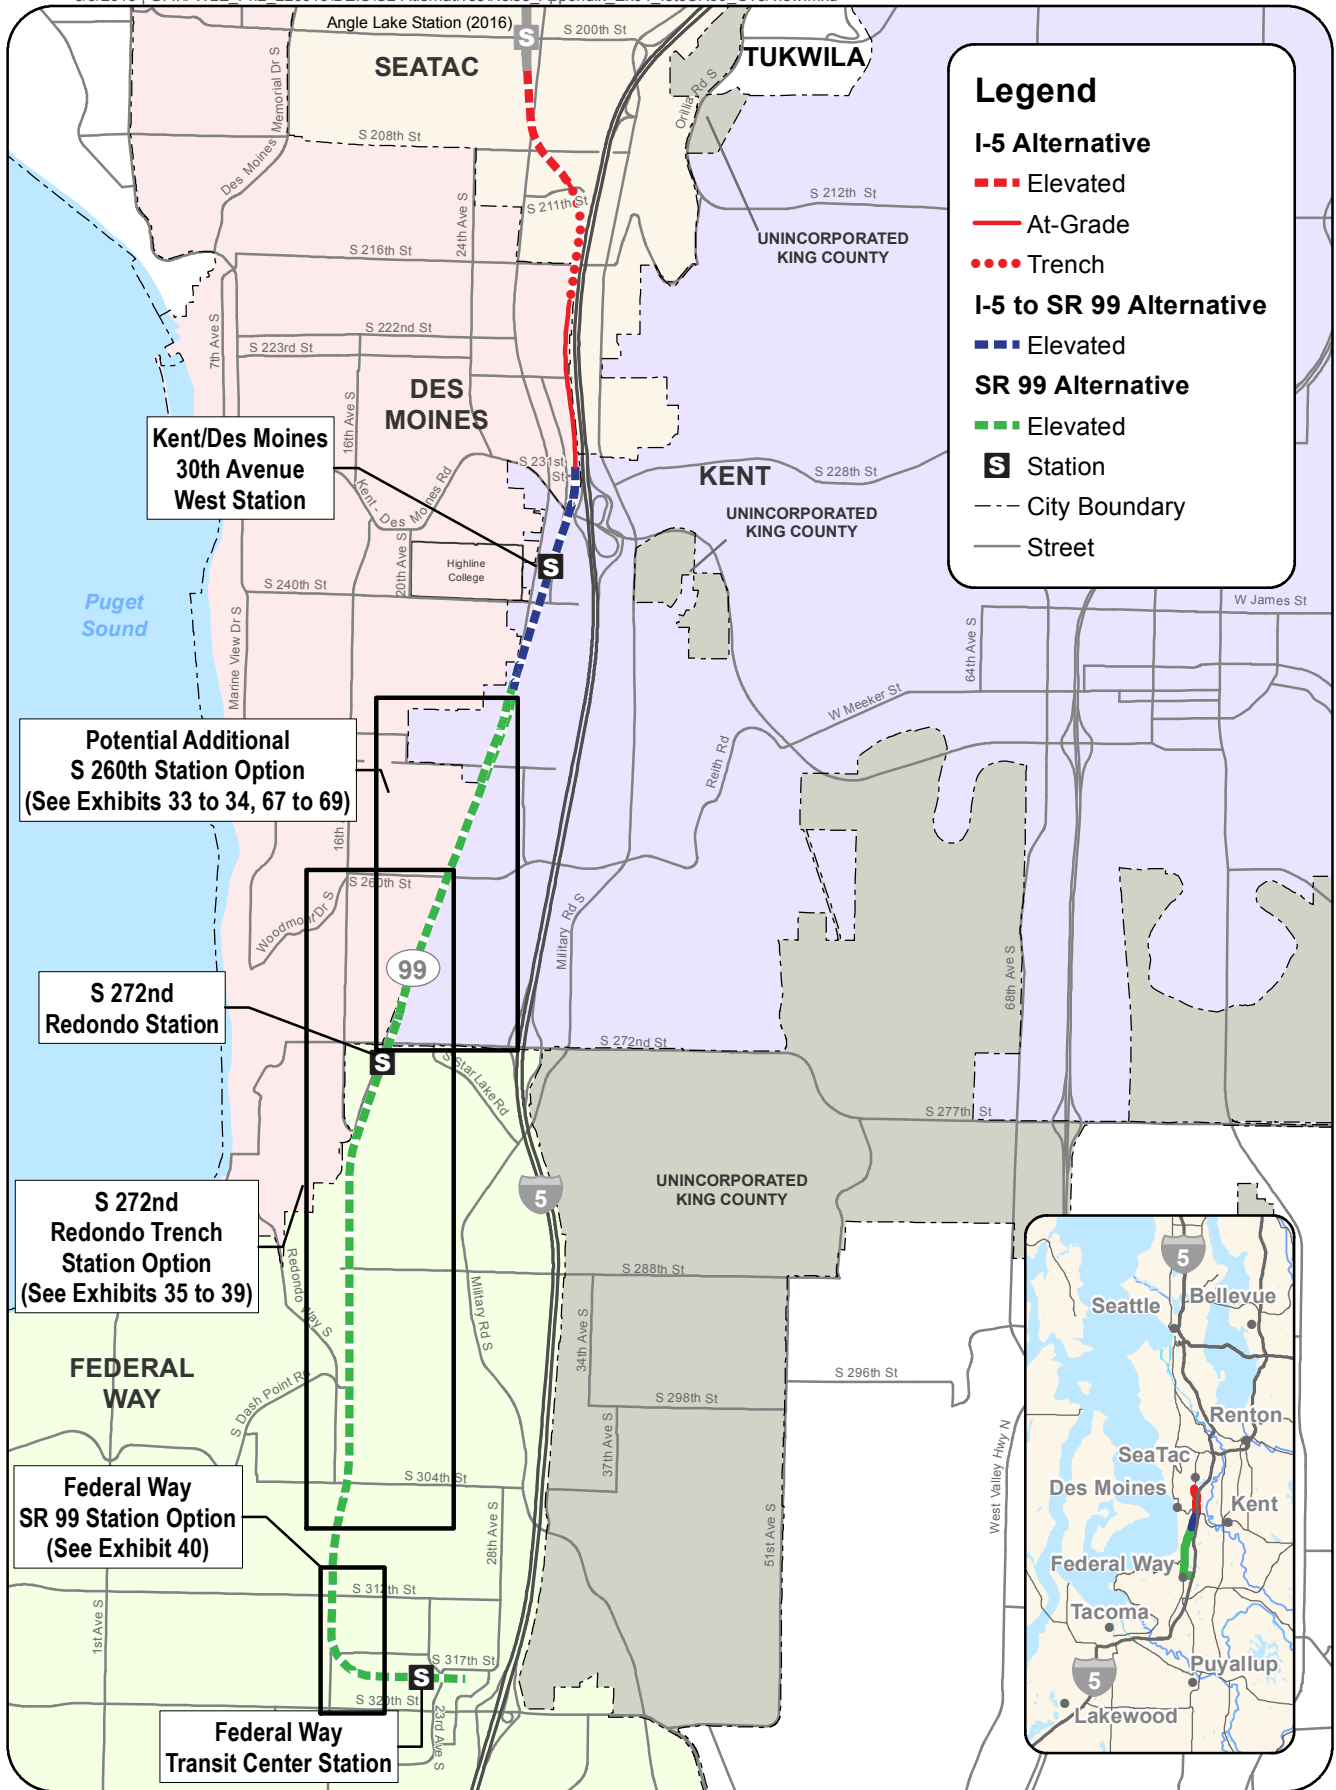 Angle Lake Station (2016)
S
S 200th St
SEATAC
TUKWILA
Des Moines Memorial Dr S
S 208th St
Orillia Rd S
24th Ave S
S 211th St
S 212th St
S 216th St
UNINCORPORATED
KING COUNTY
7th Ave S
S 222nd St
S 223rd St
DES
MOINES
16th Ave S
Kent/Des Moines
30th Avenue
West Station
S 231st
St
Kent - Des Moines Rd
KENT
S 228th St
UNINCORPORATED
KING COUNTY
20th Ave S
Highline
College
S
S 240th St
Puget
Sound
Marine View Dr S
W James St
64th Ave S
W Meeker St
Reith Rd
Potential Additional
S 260th Station Option
(See Exhibits 33 to 34, 67 to 69)
16th
S 260th St
Woodmont Dr S
Military Rd S
99
68th Ave S
S 272nd
Redondo Station
S
S 272nd St
S Star Lake Rd
S 277th St
5
UNINCORPORATED
KING COUNTY
S 272nd
Redondo Trench
Station Option
(See Exhibits 35 to 39)
Redondo Way S
S 288th St
Military Rd S
34th Ave S
FEDERAL
WAY
S Dash Point Rd
S 296th St
S 298th St
37th Ave S
West Valley Hwy N
S 304th St
Federal Way
SR 99 Station Option
(See Exhibit 40)
28th Ave S
51st Ave S
S 312th St
1st Ave S
S 317th St
S
S 320th St
23rd Ave S
Federal Way
Transit Center Station
Legend
I-5 Alternative
Elevated
At-Grade
Trench
I-5 to SR 99 Alternative
Elevated
SR 99 Alternative
Elevated
S Station
City Boundary
Street
5
Seattle
Bellevue
Renton
SeaTac
Des Moines
Kent
Federal Way
Tacoma
5
Puyallup
Lakewood